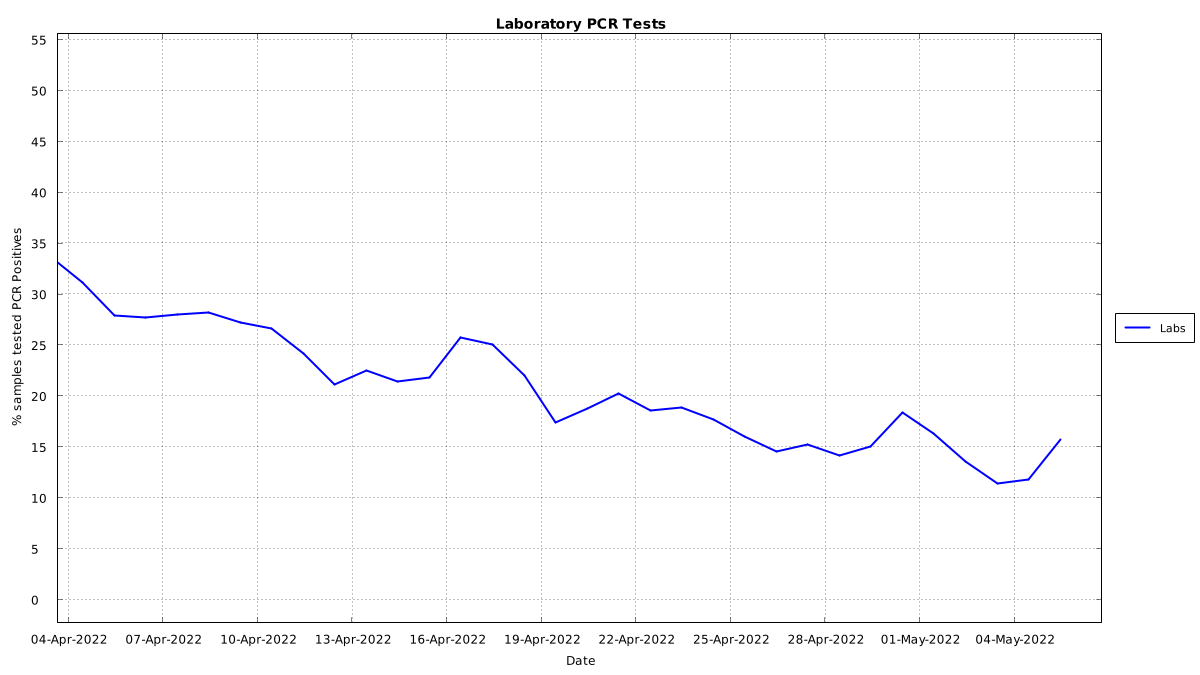 Laboratory PCR Tests
55
50
45
40
35
30
25
20
15
10
5
0
% samples tested PCR Positives
04-Apr-2022 07-Apr-2022 10-Apr-2022 13-Apr-2022 16-Apr-2022 19-Apr-2022 22-Apr-2022 25-Apr-2022 28-Apr-2022 01-May-2022 04-May-2022
Date
Labs